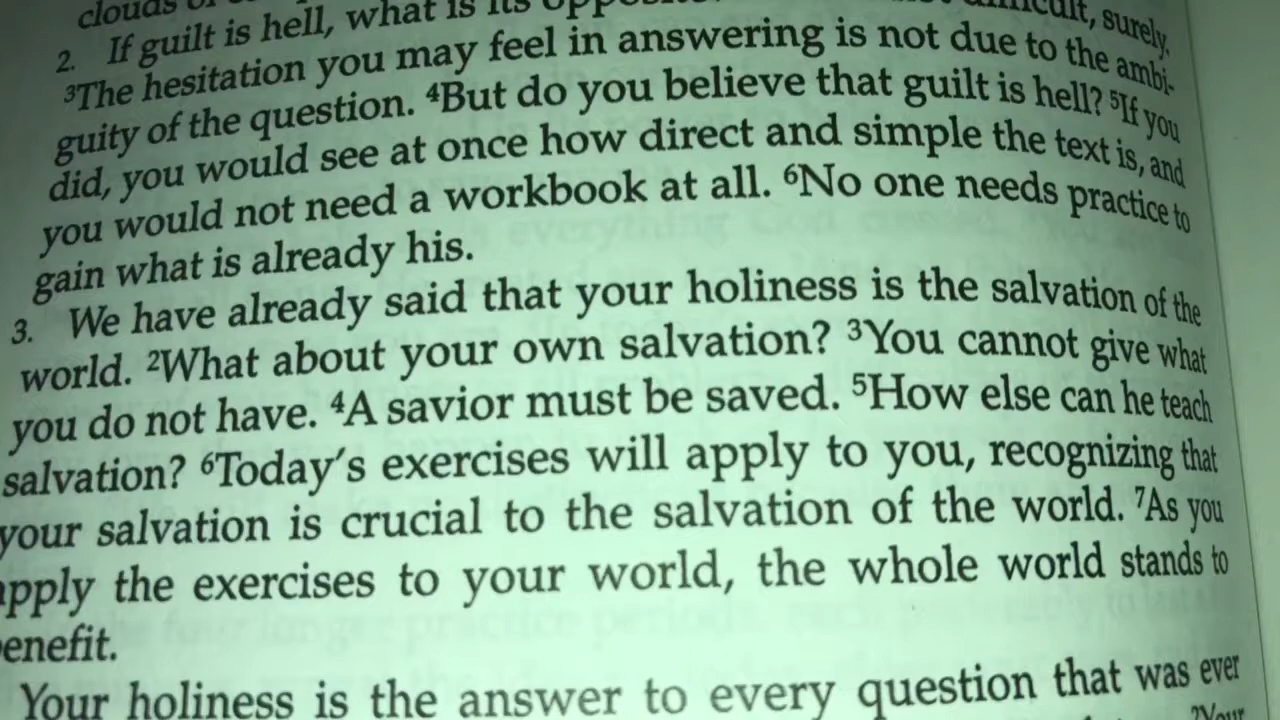 clouds
2. If guilt is hell, what is its opposite? difficult, surely.
³The hesitation you may feel in answering is not due to the ambi-
guity of the question. ⁴But do you believe that guilt is hell? ⁵If you
did, you would see at once how direct and simple the text is, and
you would not need a workbook at all. ⁶No one needs practice to
gain what is already his.
3. We have already said that your holiness is the salvation of the
world. ²What about your own salvation? ³You cannot give what
you do not have. ⁴A savior must be saved. ⁵How else can he teach
salvation? ⁶Today's exercises will apply to you, recognizing that
your salvation is crucial to the salvation of the world. ⁷As you
apply the exercises to your world, the whole world stands to
enefit.
Your holiness is the answer to every question that was ever
²Your